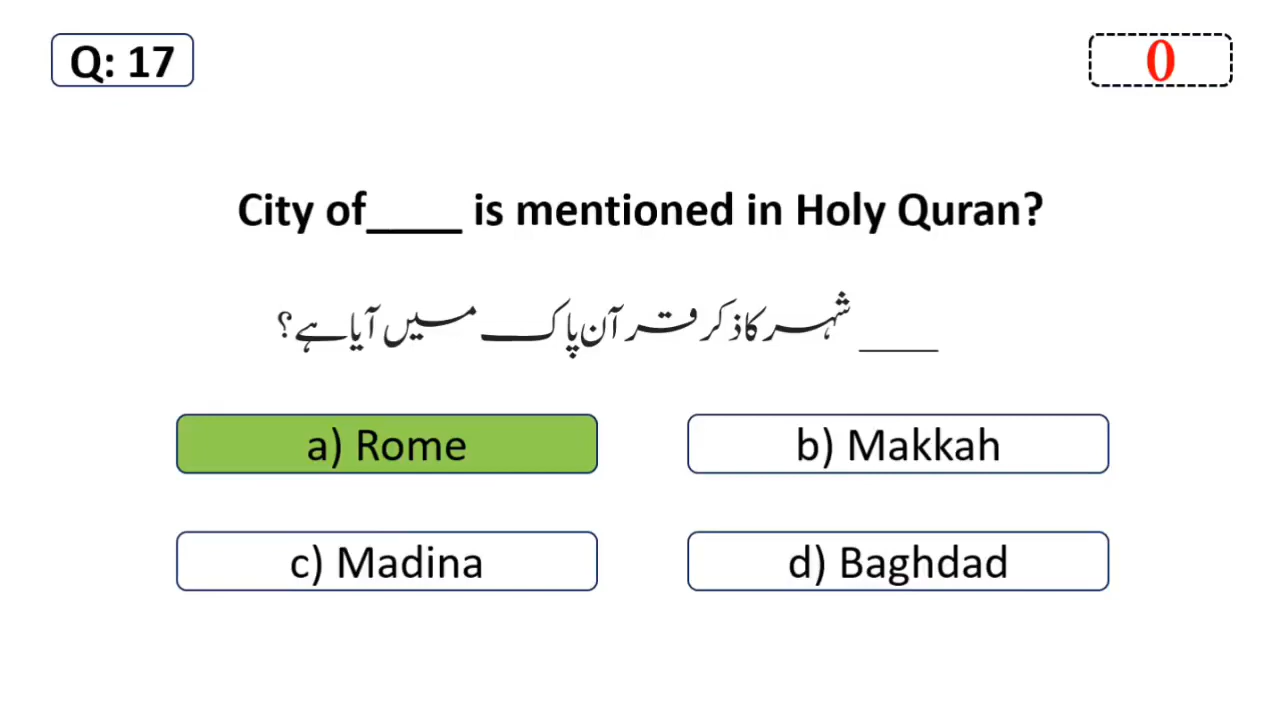 Q: 17
0
City of____ is mentioned in Holy Quran?
____ شہر کا ذکر قرآن پاک میں آیا ہے؟
a) Rome
b) Makkah
c) Madina
d) Baghdad